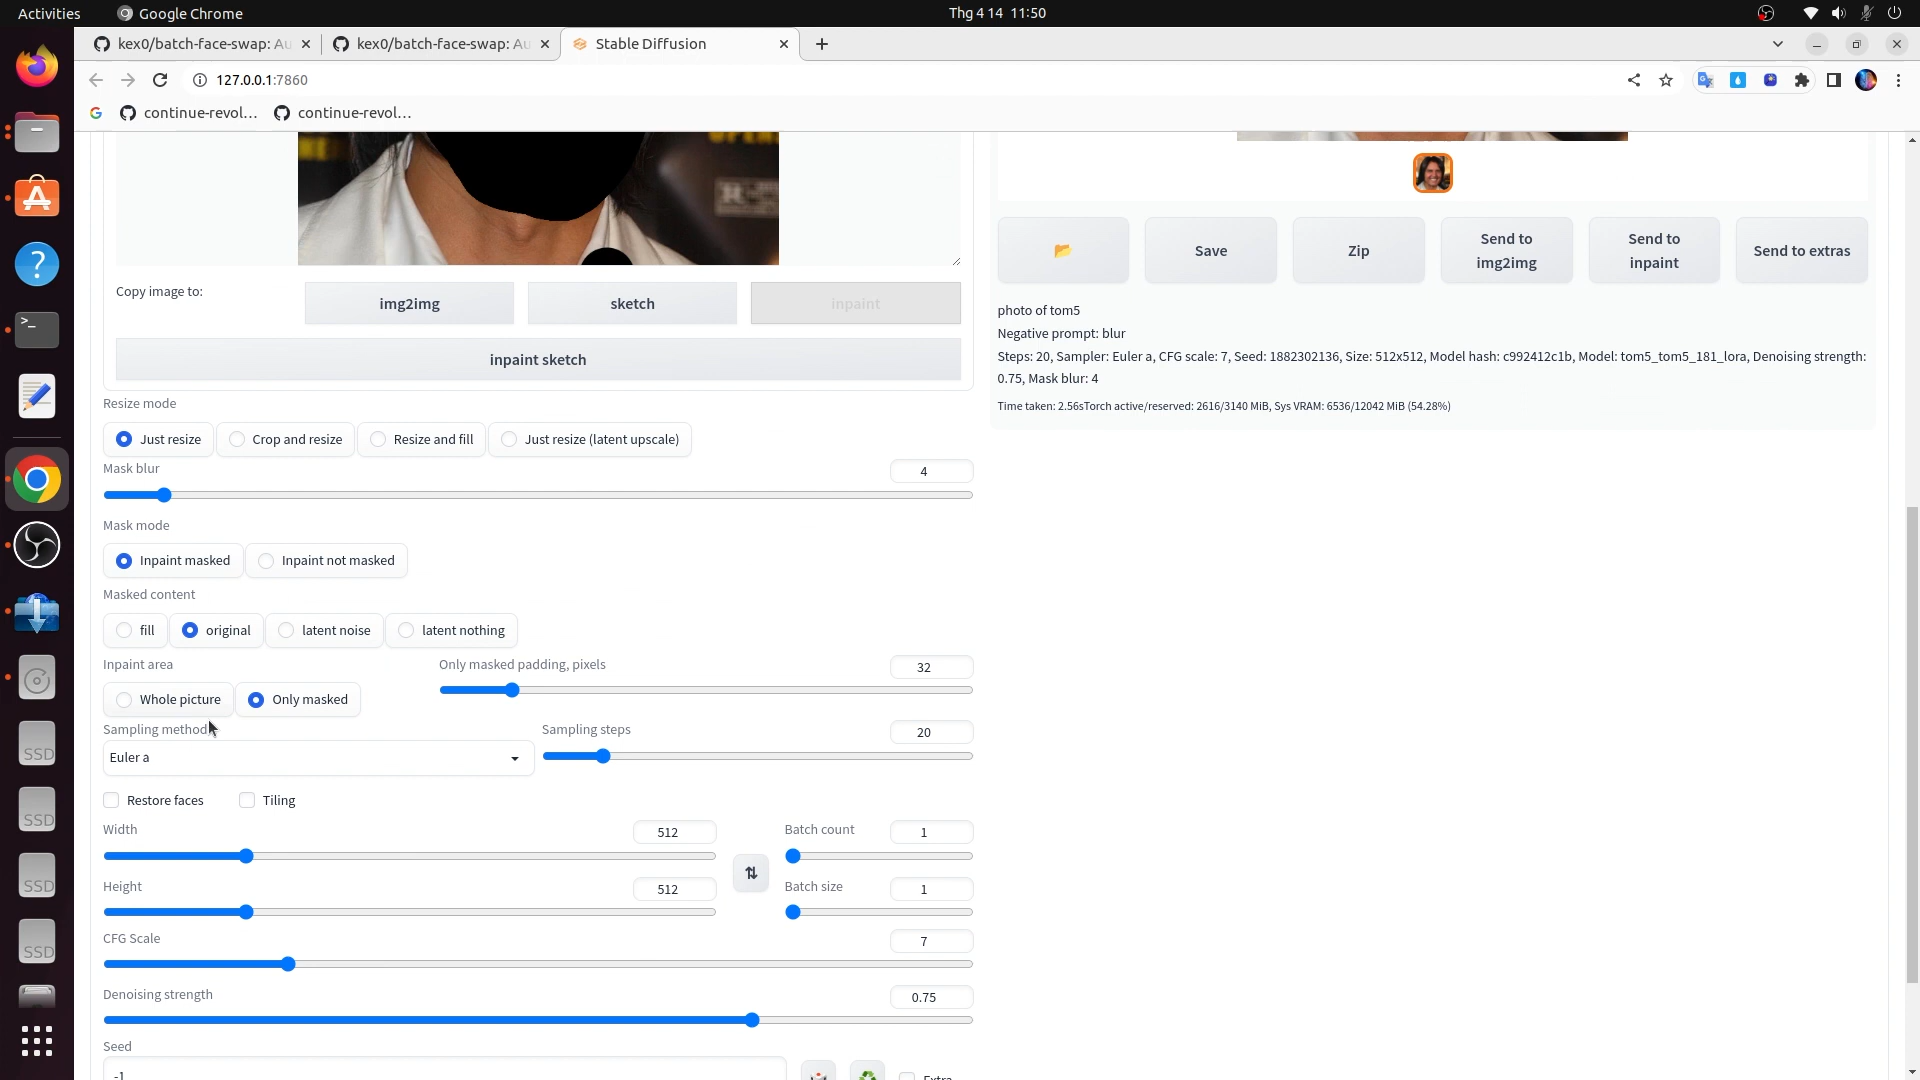 Activities Google Chrome Thg 4 14 11:50
kex0/batch-face-swap: Au kex0/batch-face-swap: Au Stable Diffusion
127.0.0.1:7860
continue-revol... continue-revol...
Copy image to: img2img sketch inpaint
inpaint sketch
Resize mode
Just resize Crop and resize Resize and fill Just resize (latent upscale)
Mask blur 4
Mask mode
Inpaint masked Inpaint not masked
Masked content
fill original latent noise latent nothing
Inpaint area Only masked padding, pixels 32
Whole picture Only masked
Sampling method Sampling steps 20
Euler a
Restore faces Tiling
Width 512 Batch count 1
Height 512 Batch size 1
CFG Scale 7
Denoising strength 0.75
Seed
-1 Extra
Save Zip Send to img2img Send to inpaint Send to extras
photo of tom5
Negative prompt: blur
Steps: 20, Sampler: Euler a, CFG scale: 7, Seed: 1882302136, Size: 512x512, Model hash: c992412c1b, Model: tom5_tom5_181_lora, Denoising strength:
0.75, Mask blur: 4
Time taken: 2.56sTorch active/reserved: 2616/3140 MiB, Sys VRAM: 6536/12042 MiB (54.28%)
SSD
SSD
SSD
SSD